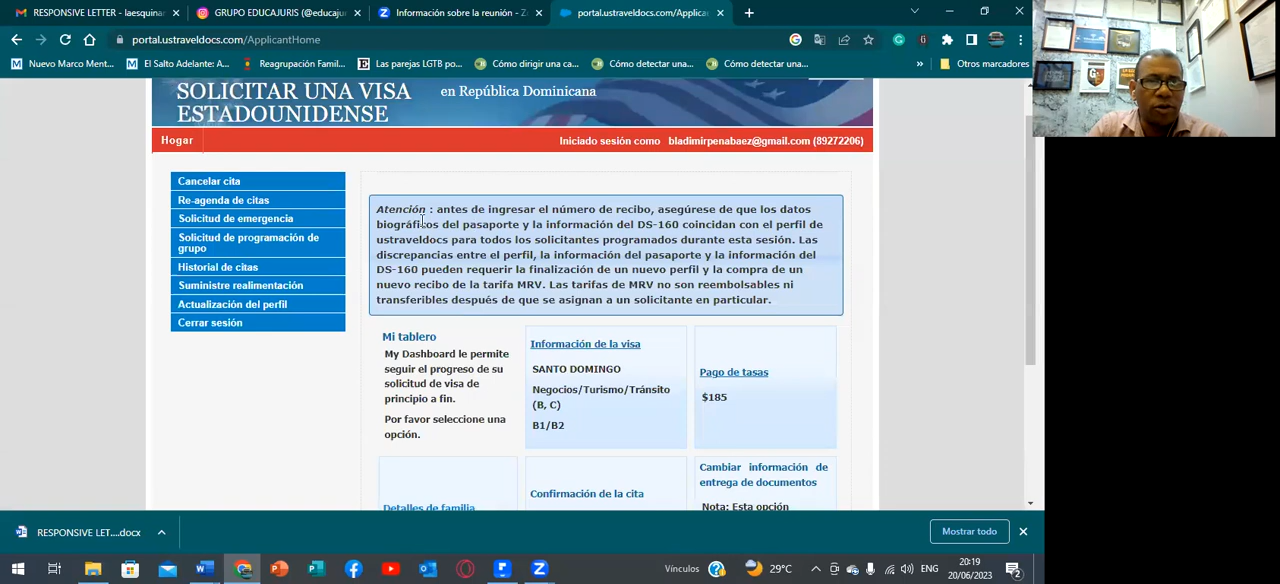 RESPONSIVE LETTER - laesquina
GRUPO EDUCAJURIS (@educaju
Información sobre la reunión - Z
portal.ustraveldocs.com/Applica
portal.ustraveldocs.com/ApplicantHome
Nuevo Marco Ment...
El Salto Adelante: A...
Reagrupación Famil...
Las parejas LGTB po...
Cómo dirigir una ca...
Cómo detectar una...
Cómo detectar una...
»
Otros marcadores
SOLICITAR UNA VISA ESTADOUNIDENSE
en República Dominicana
Hogar
Iniciado sesión como bladimirpenabaez@gmail.com (89272206)
Cancelar cita
Re-agenda de citas
Solicitud de emergencia
Solicitud de programación de
grupo
Historial de citas
Suministre realimentación
Actualización del perfil
Cerrar sesión
Atención : antes de ingresar el número de recibo, asegúrese de que los datos
biográficos del pasaporte y la información del DS-160 coincidan con el perfil de
ustraveldocs para todos los solicitantes programados durante esta sesión. Las
discrepancias entre el perfil, la información del pasaporte y la información del
DS-160 pueden requerir la finalización de un nuevo perfil y la compra de un
nuevo recibo de la tarifa MRV. Las tarifas de MRV no son reembolsables ni
transferibles después de que se asignan a un solicitante en particular.
Mi tablero
My Dashboard le permite
seguir el progreso de su
solicitud de visa de
principio a fin.
Por favor seleccione una
opción.
Información de la visa
SANTO DOMINGO
Negocios/Turismo/Tránsito
(B, C)
B1/B2
Pago de tasas
$185
Detalles de familia
Confirmación de la cita
Cambiar información de
entrega de documentos
Nota: Esta opción
RESPONSIVE LET....docx
Mostrar todo
Vínculos
29°C
ENG
20:19
20/06/2023
2